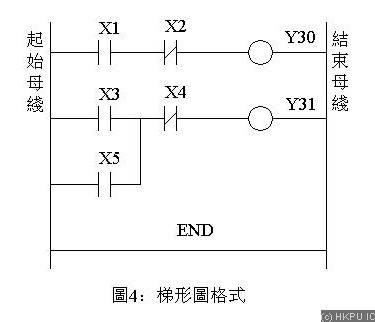 X1 X2 Y30
起始母綫
結束母綫
X3 X4 Y31
X5
END
圖4：梯形圖格式
(c) HKPU IC